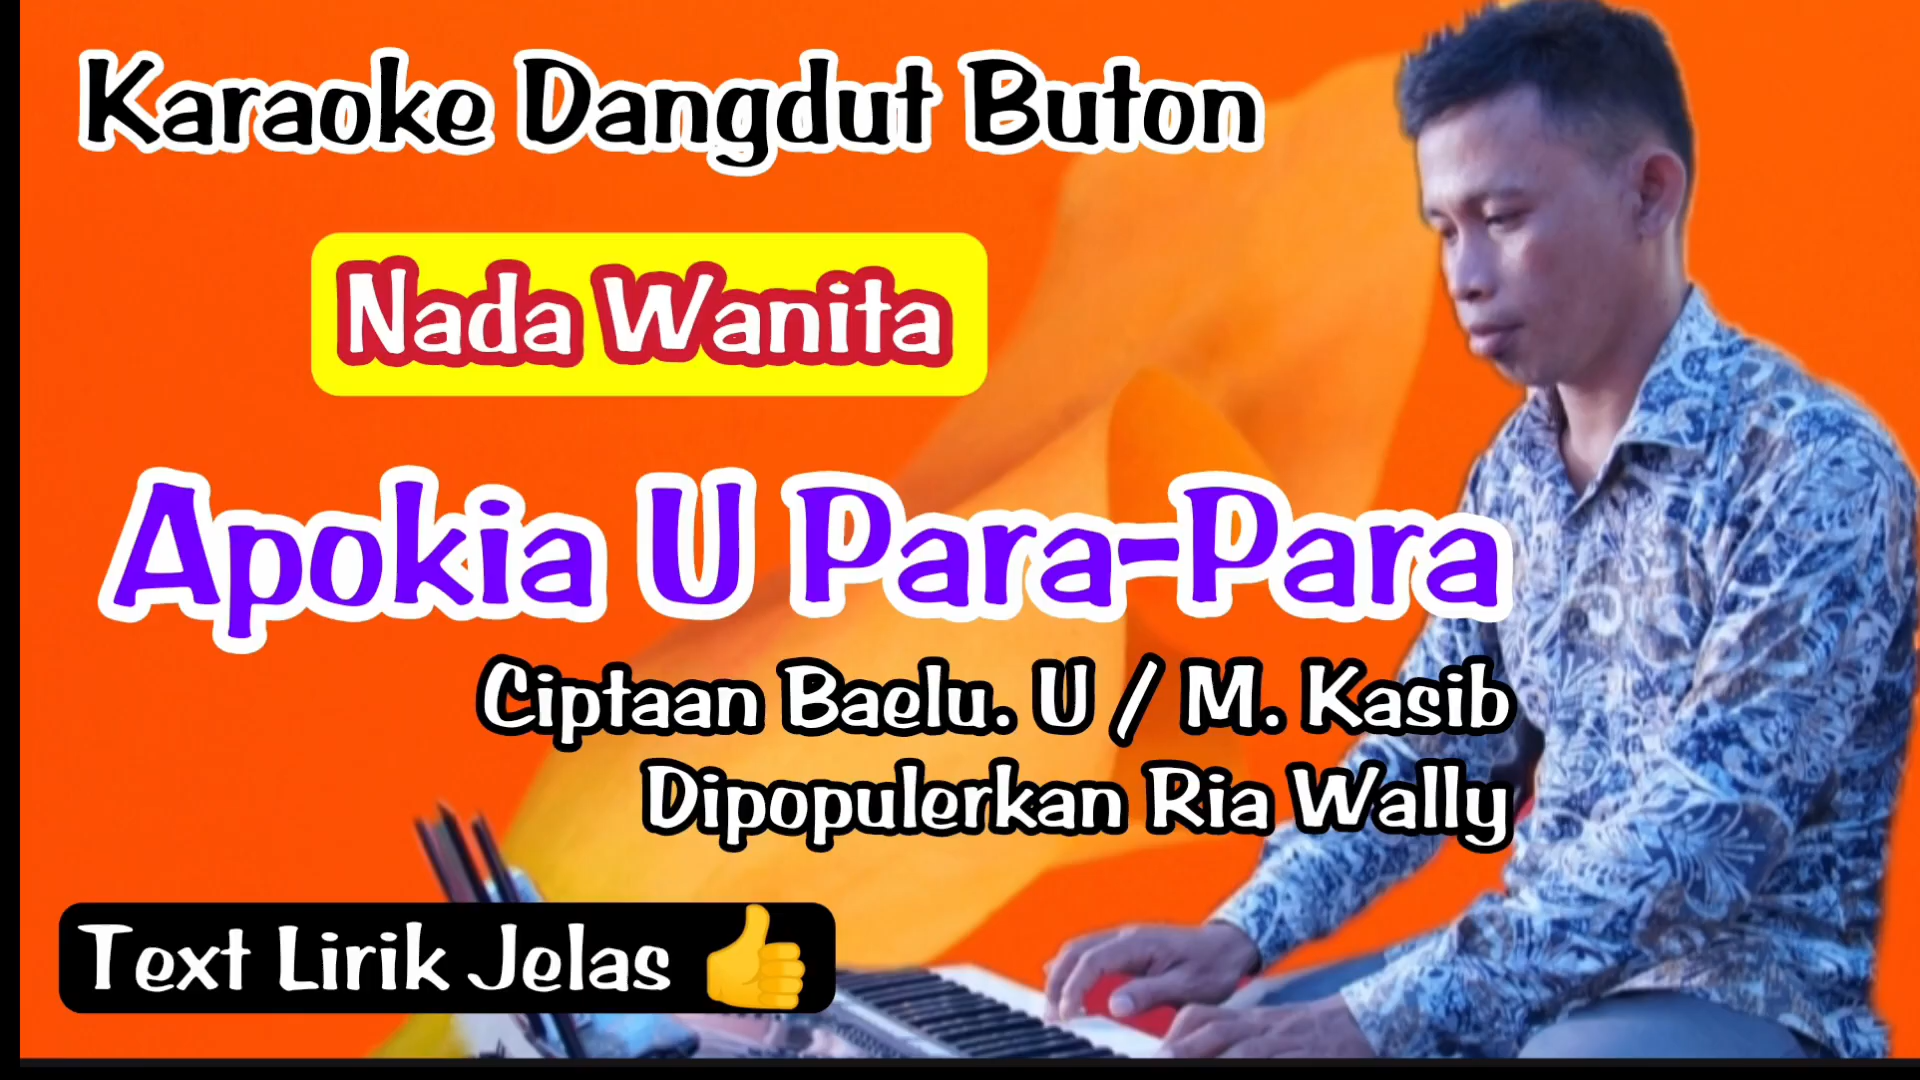 Karaoke Dangdut Buton
Nada Wanita
Apokia U Para-Para
Ciptaan Baelu. U / M. Kasib
Dipopulerkan Ria Wally
Text Lirik Jelas 👍